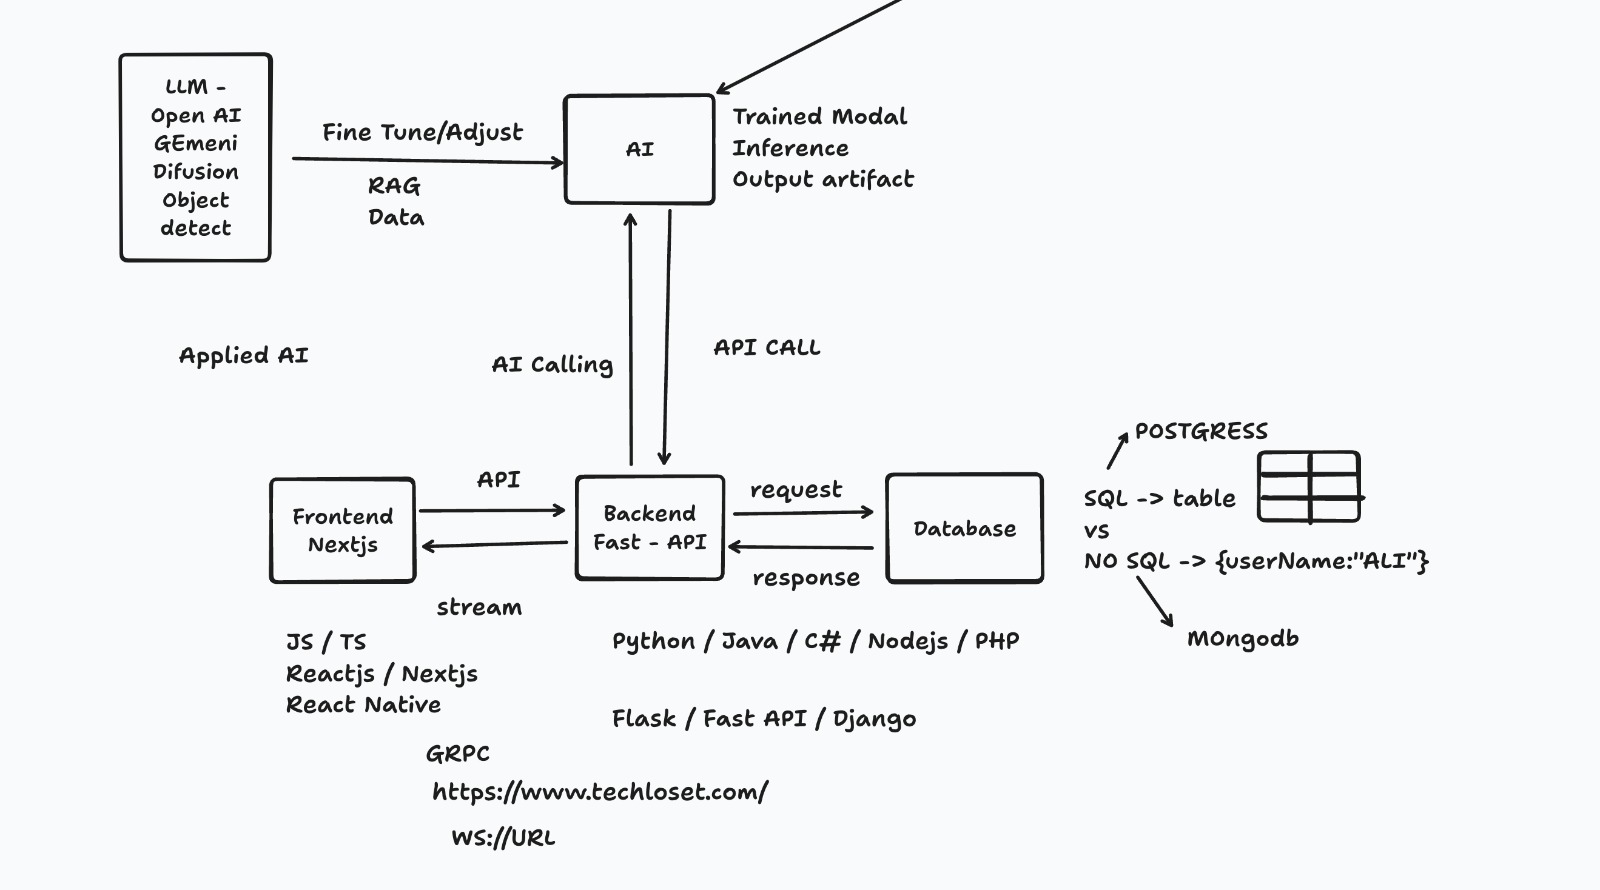 LLM -
Open AI
GEmeni
Difusion
Object
detect
Fine Tune/Adjust
RAG
Data
AI
Trained Modal
Inference
Output artifact
Applied AI
AI Calling
API CALL
Frontend
Nextjs
API
stream
Backend
Fast - API
request
response
Database
POSTGRESS
SQL -> table
vs
NO SQL -> {userName:"ALI"}
MOngodb
JS / TS
Reactjs / Nextjs
React Native
Python / Java / C# / Nodejs / PHP
Flask / Fast API / Django
GRPC
https://www.techloset.com/
WS://URL